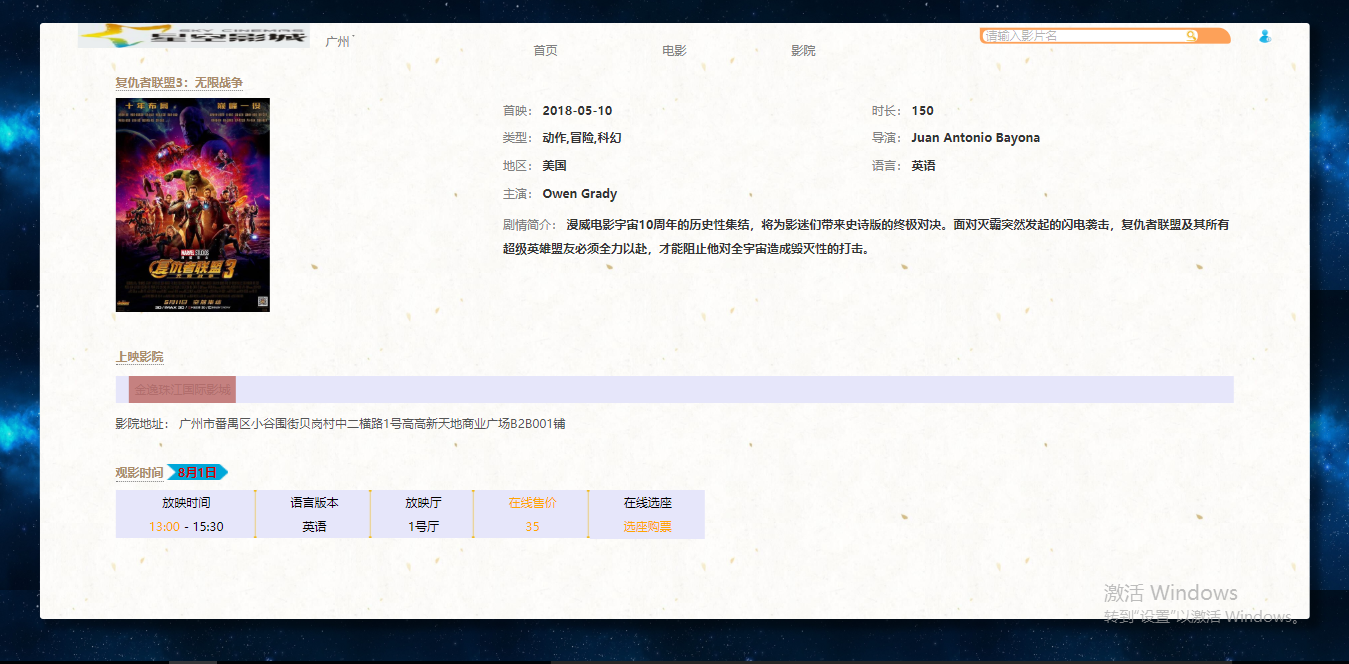 SKY CINEMAS
星空影城
广州
首页
电影
影院
请输入影片名
复仇者联盟3：无限战争
十年布局
巅峰一役
MARVEL STUDIOS
复仇者联盟3
首映： 2018-05-10
时长： 150
类型： 动作,冒险,科幻
导演： Juan Antonio Bayona
地区： 美国
语言： 英语
主演： Owen Grady
剧情简介： 漫威电影宇宙10周年的历史性集结，将为影迷们带来史诗版的终极对决。面对灭霸突然发起的闪电袭击，复仇者联盟及其所有
超级英雄盟友必须全力以赴，才能阻止他对全宇宙造成毁灭性的打击。
上映影院
金逸珠江国际影城
影院地址： 广州市番禺区小谷围街贝岗村中二横路1号高高新天地商业广场B2B001铺
观影时间 8月1日
放映时间 语言版本 放映厅 在线售价 在线选座
13:00 - 15:30 英语 1号厅 35 选座购票
激活 Windows
转到"设置"以激活 Windows。